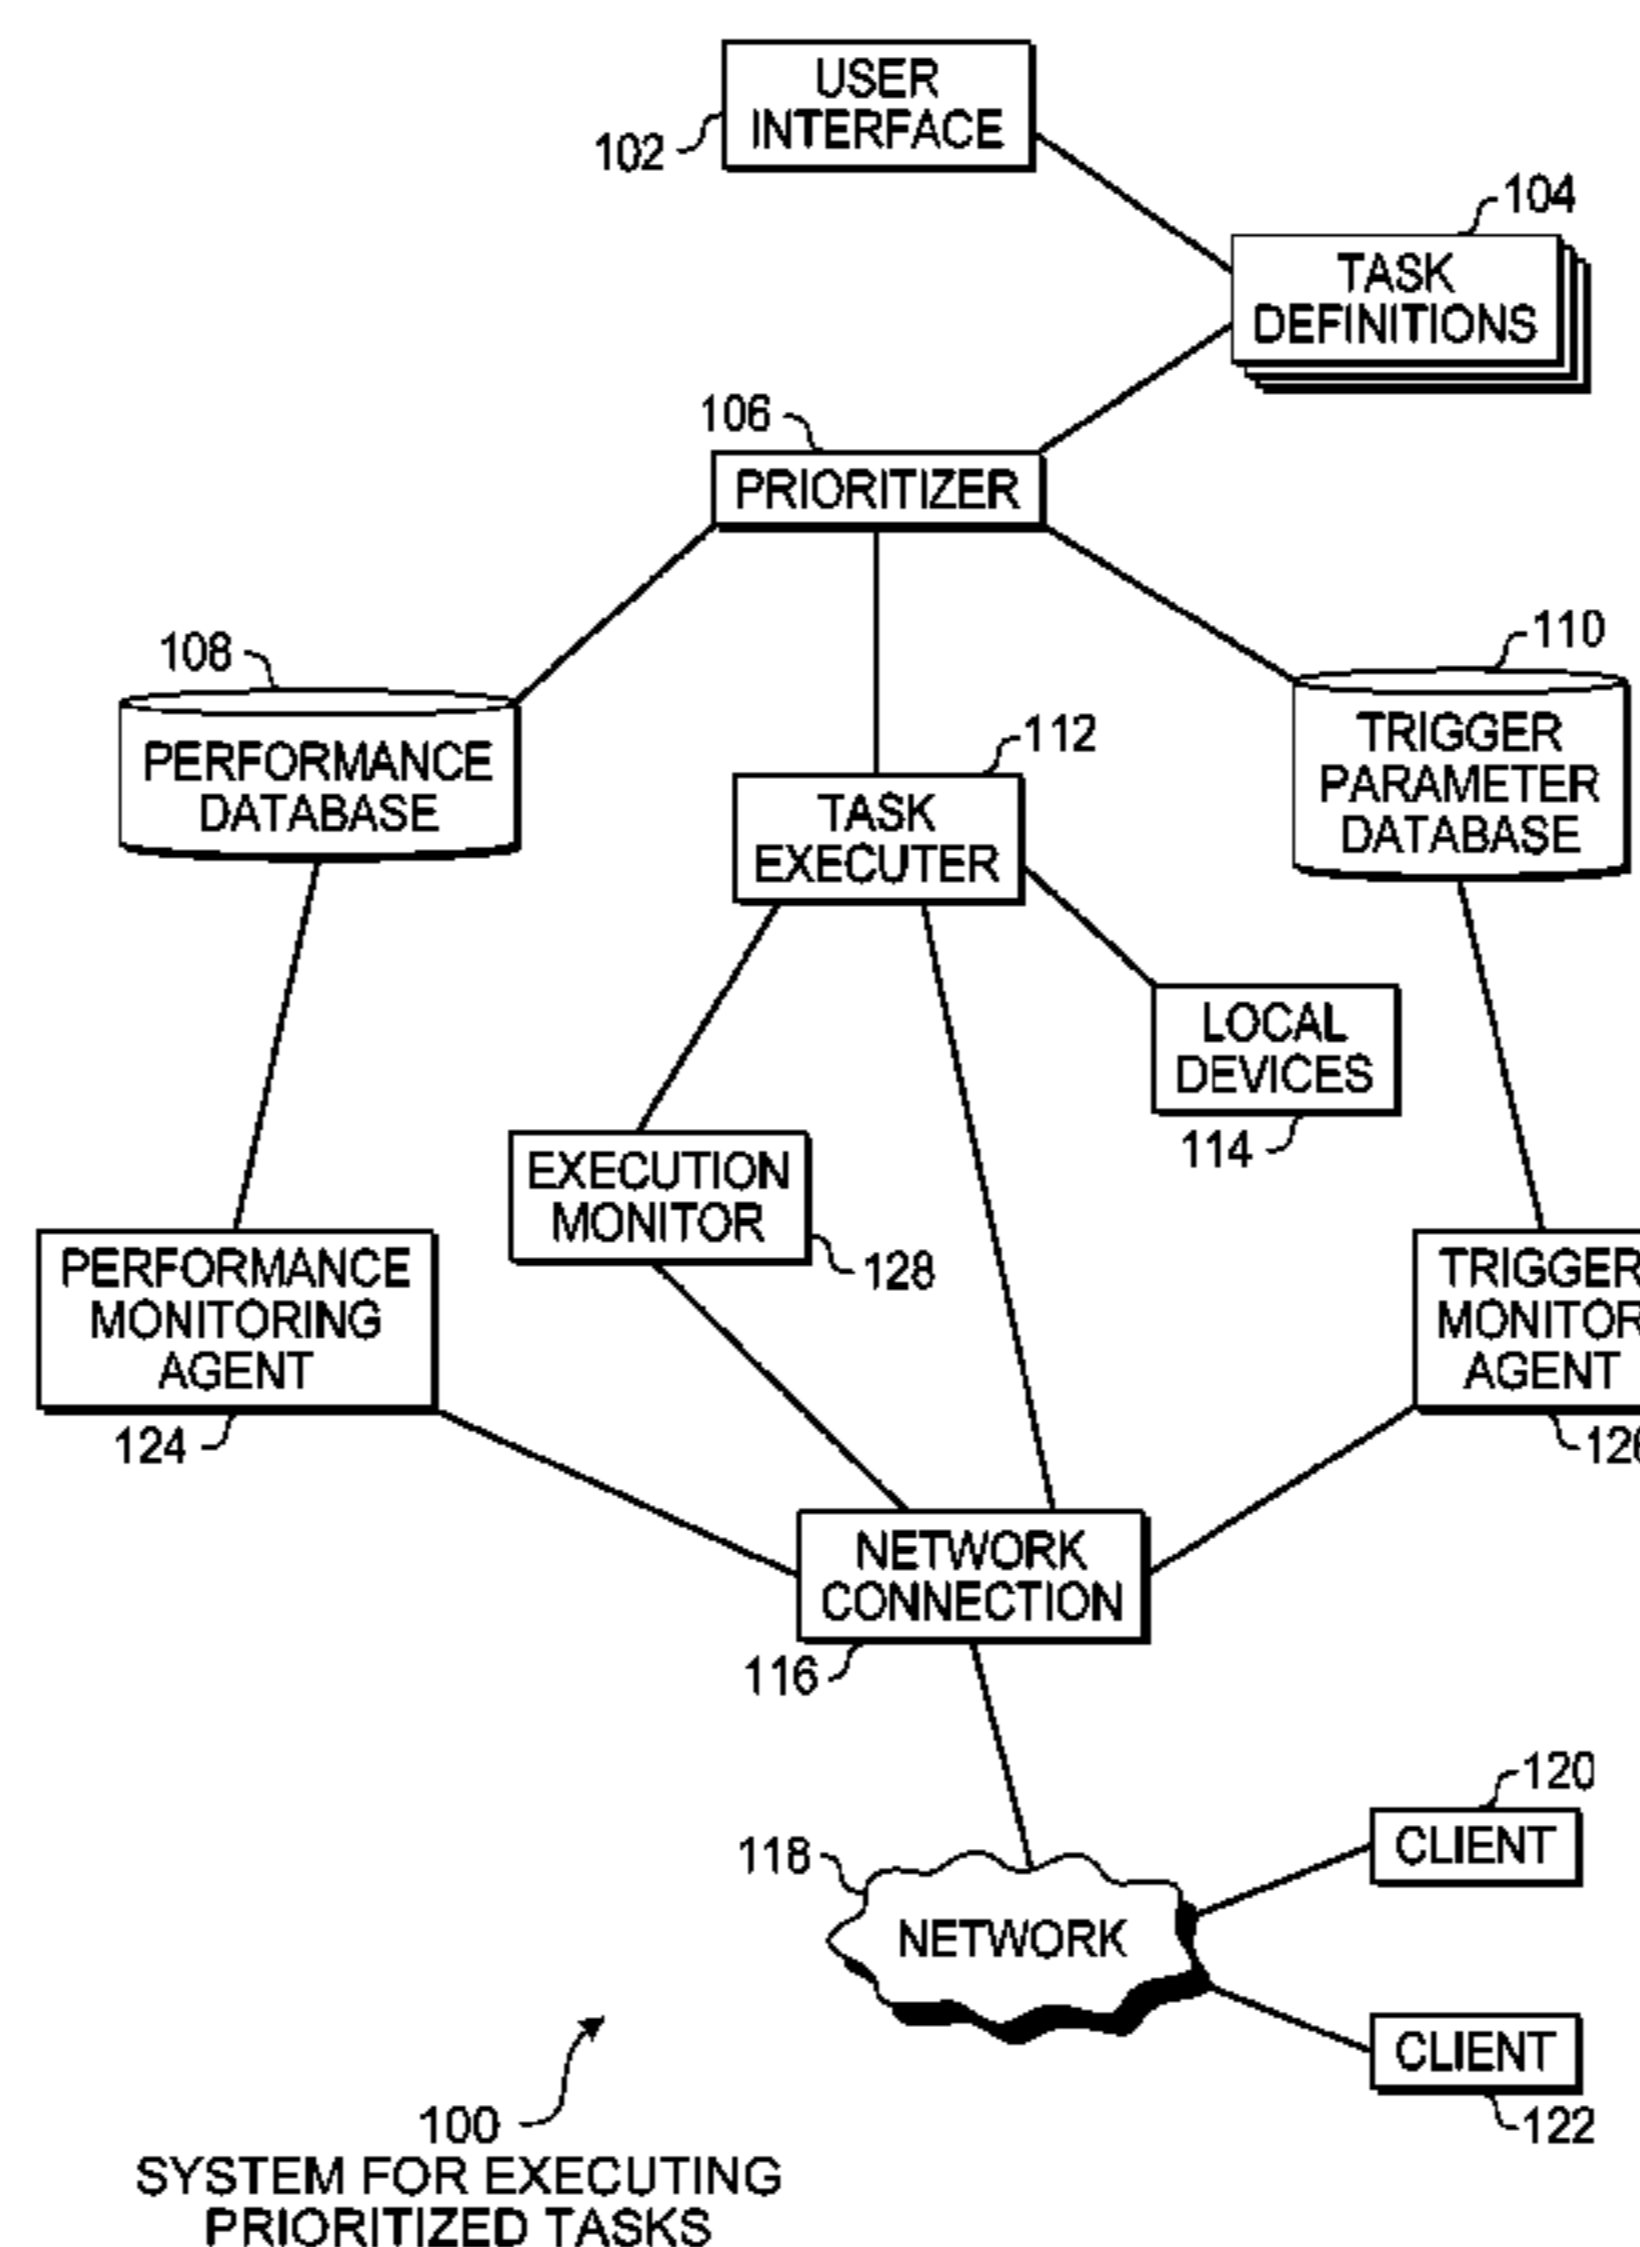 USER
INTERFACE
102
104
TASK
DEFINITIONS
106
PRIORITIZER
108
PERFORMANCE
DATABASE
110
TRIGGER
PARAMETER
DATABASE
112
TASK
EXECUTER
LOCAL
DEVICES
114
EXECUTION
MONITOR
128
PERFORMANCE
MONITORING
AGENT
124
TRIGGER
MONITOR
AGENT
NETWORK
CONNECTION
116
118
NETWORK
120
CLIENT
CLIENT
122
100
SYSTEM FOR EXECUTING
PRIORITIZED TASKS